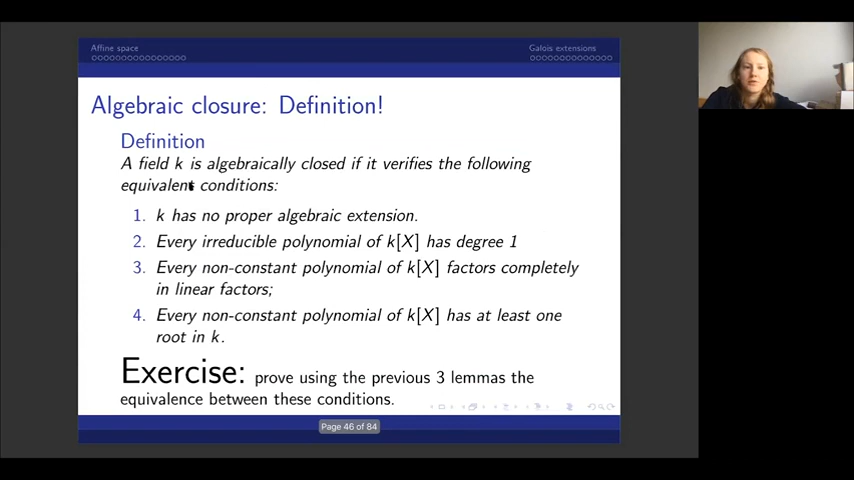 Affine space
Galois extensions
Algebraic closure: Definition!
Definition
A field k is algebraically closed if it verifies the following
equivalent conditions:
1. k has no proper algebraic extension.
2. Every irreducible polynomial of k[X] has degree 1
3. Every non-constant polynomial of k[X] factors completely
in linear factors;
4. Every non-constant polynomial of k[X] has at least one
root in k.
Exercise: prove using the previous 3 lemmas the
equivalence between these conditions.
Page 46 of 84